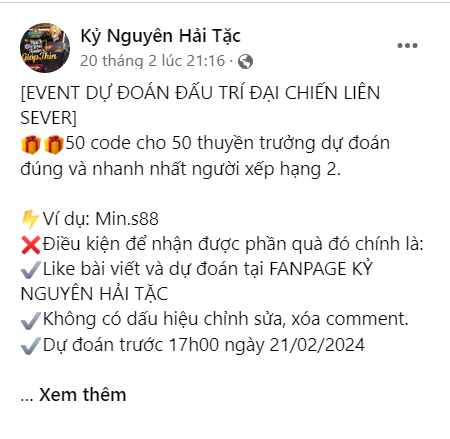 Kỷ Nguyên Hải Tặc
20 tháng 2 lúc 21:16 ·
[EVENT DỰ ĐOÁN ĐẤU TRÍ ĐẠI CHIẾN LIÊN
SEVER]
🎁🎁50 code cho 50 thuyền trưởng dự đoán
đúng và nhanh nhất người xếp hạng 2.
⚡Ví dụ: Min.s88
❌Điều kiện để nhận được phần quà đó chính là:
✔Like bài viết và dự đoán tại FANPAGE KỶ
NGUYÊN HẢI TẶC
✔Không có dấu hiệu chỉnh sửa, xóa comment.
✔Dự đoán trước 17h00 ngày 21/02/2024
... Xem thêm